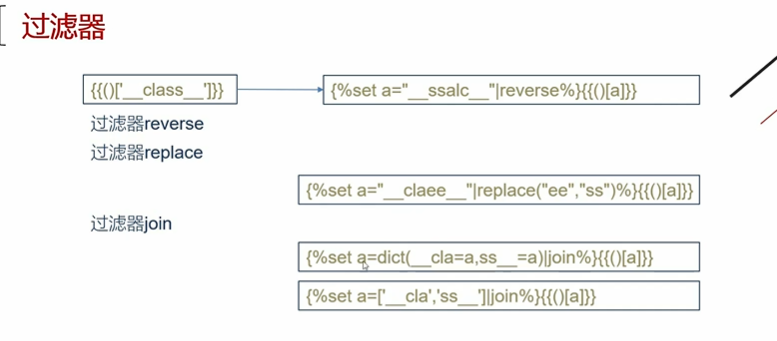 过滤器
{{()['__class__']}} {%set a="__ssalc__"|reverse%}{{()[a]}}
过滤器reverse
过滤器replace
{%set a="__claee__"|replace("ee","ss")%}{{()[a]}}
过滤器join
{%set a=dict(__cla=a,ss__=a)|join%}{{()[a]}}
{%set a=['__cla','ss__']|join%}{{()[a]}}